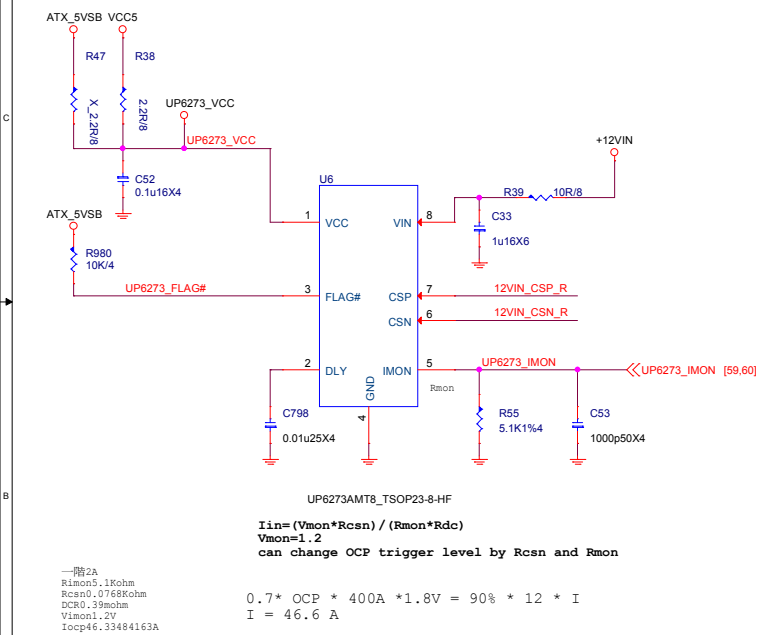 ATX_5VSB VCC5
R47
R38
X_2.2R/8
2.2R/8
UP6273_VCC
UP6273_VCC
C
C52
0.1u16X4
+12VIN
U6
R39
10R/8
ATX_5VSB
C33
1u16X6
1
VCC
VIN
8
R980
10K/4
UP6273_FLAG#
3
FLAG#
CSP
7
12VIN_CSP_R
CSN
6
12VIN_CSN_R
2
DLY
IMON
5
UP6273_IMON
UP6273_IMON [59,60]
GND
4
Rmon
C798
0.01u25X4
R55
5.1K1%4
C53
1000p50X4
B
UP6273AMT8_TSOP23-8-HF
Iin=(Vmon*Rcsn)/(Rmon*Rdc)
Vmon=1.2
can change OCP trigger level by Rcsn and Rmon
一階2A
Rimon5.1Kohm
Rcsn0.0768Kohm
DCR0.39mohm
Vimon1.2V
Iocp46.33484163A
0.7* OCP * 400A *1.8V = 90% * 12 * I
I = 46.6 A